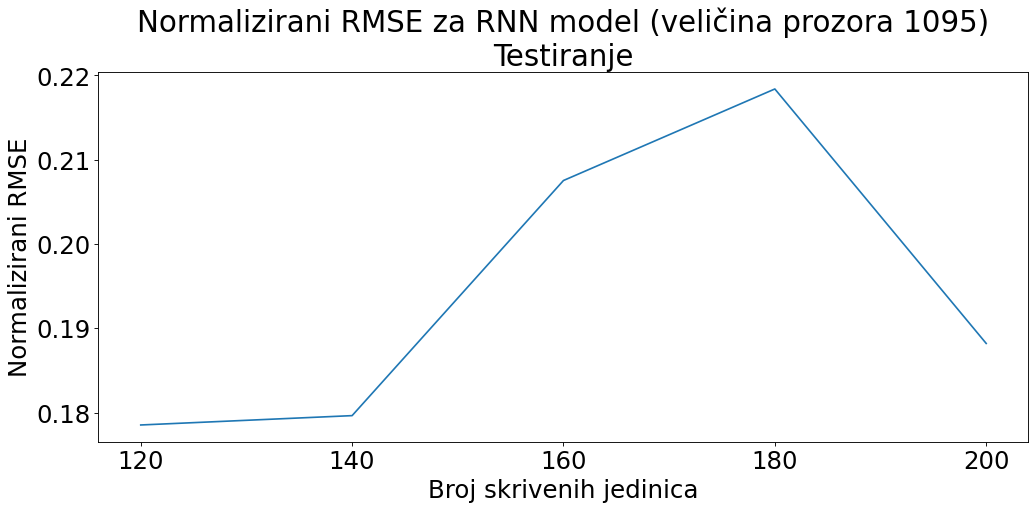 Normalizirani RMSE za RNN model (veličina prozora 1095)
Testiranje
Normalizirani RMSE
0.22
0.21
0.20
0.19
0.18
120 140 160 180 200
Broj skrivenih jedinica